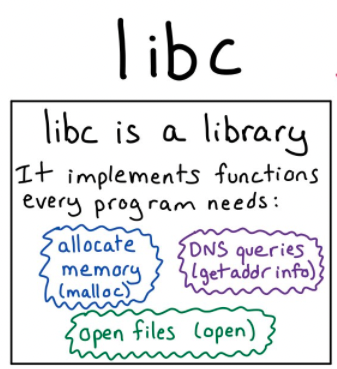 libc
libc is a library
It implements functions
every program needs:
allocate
memory
(malloc)
DNS queries
(getaddrinfo)
open files (open)